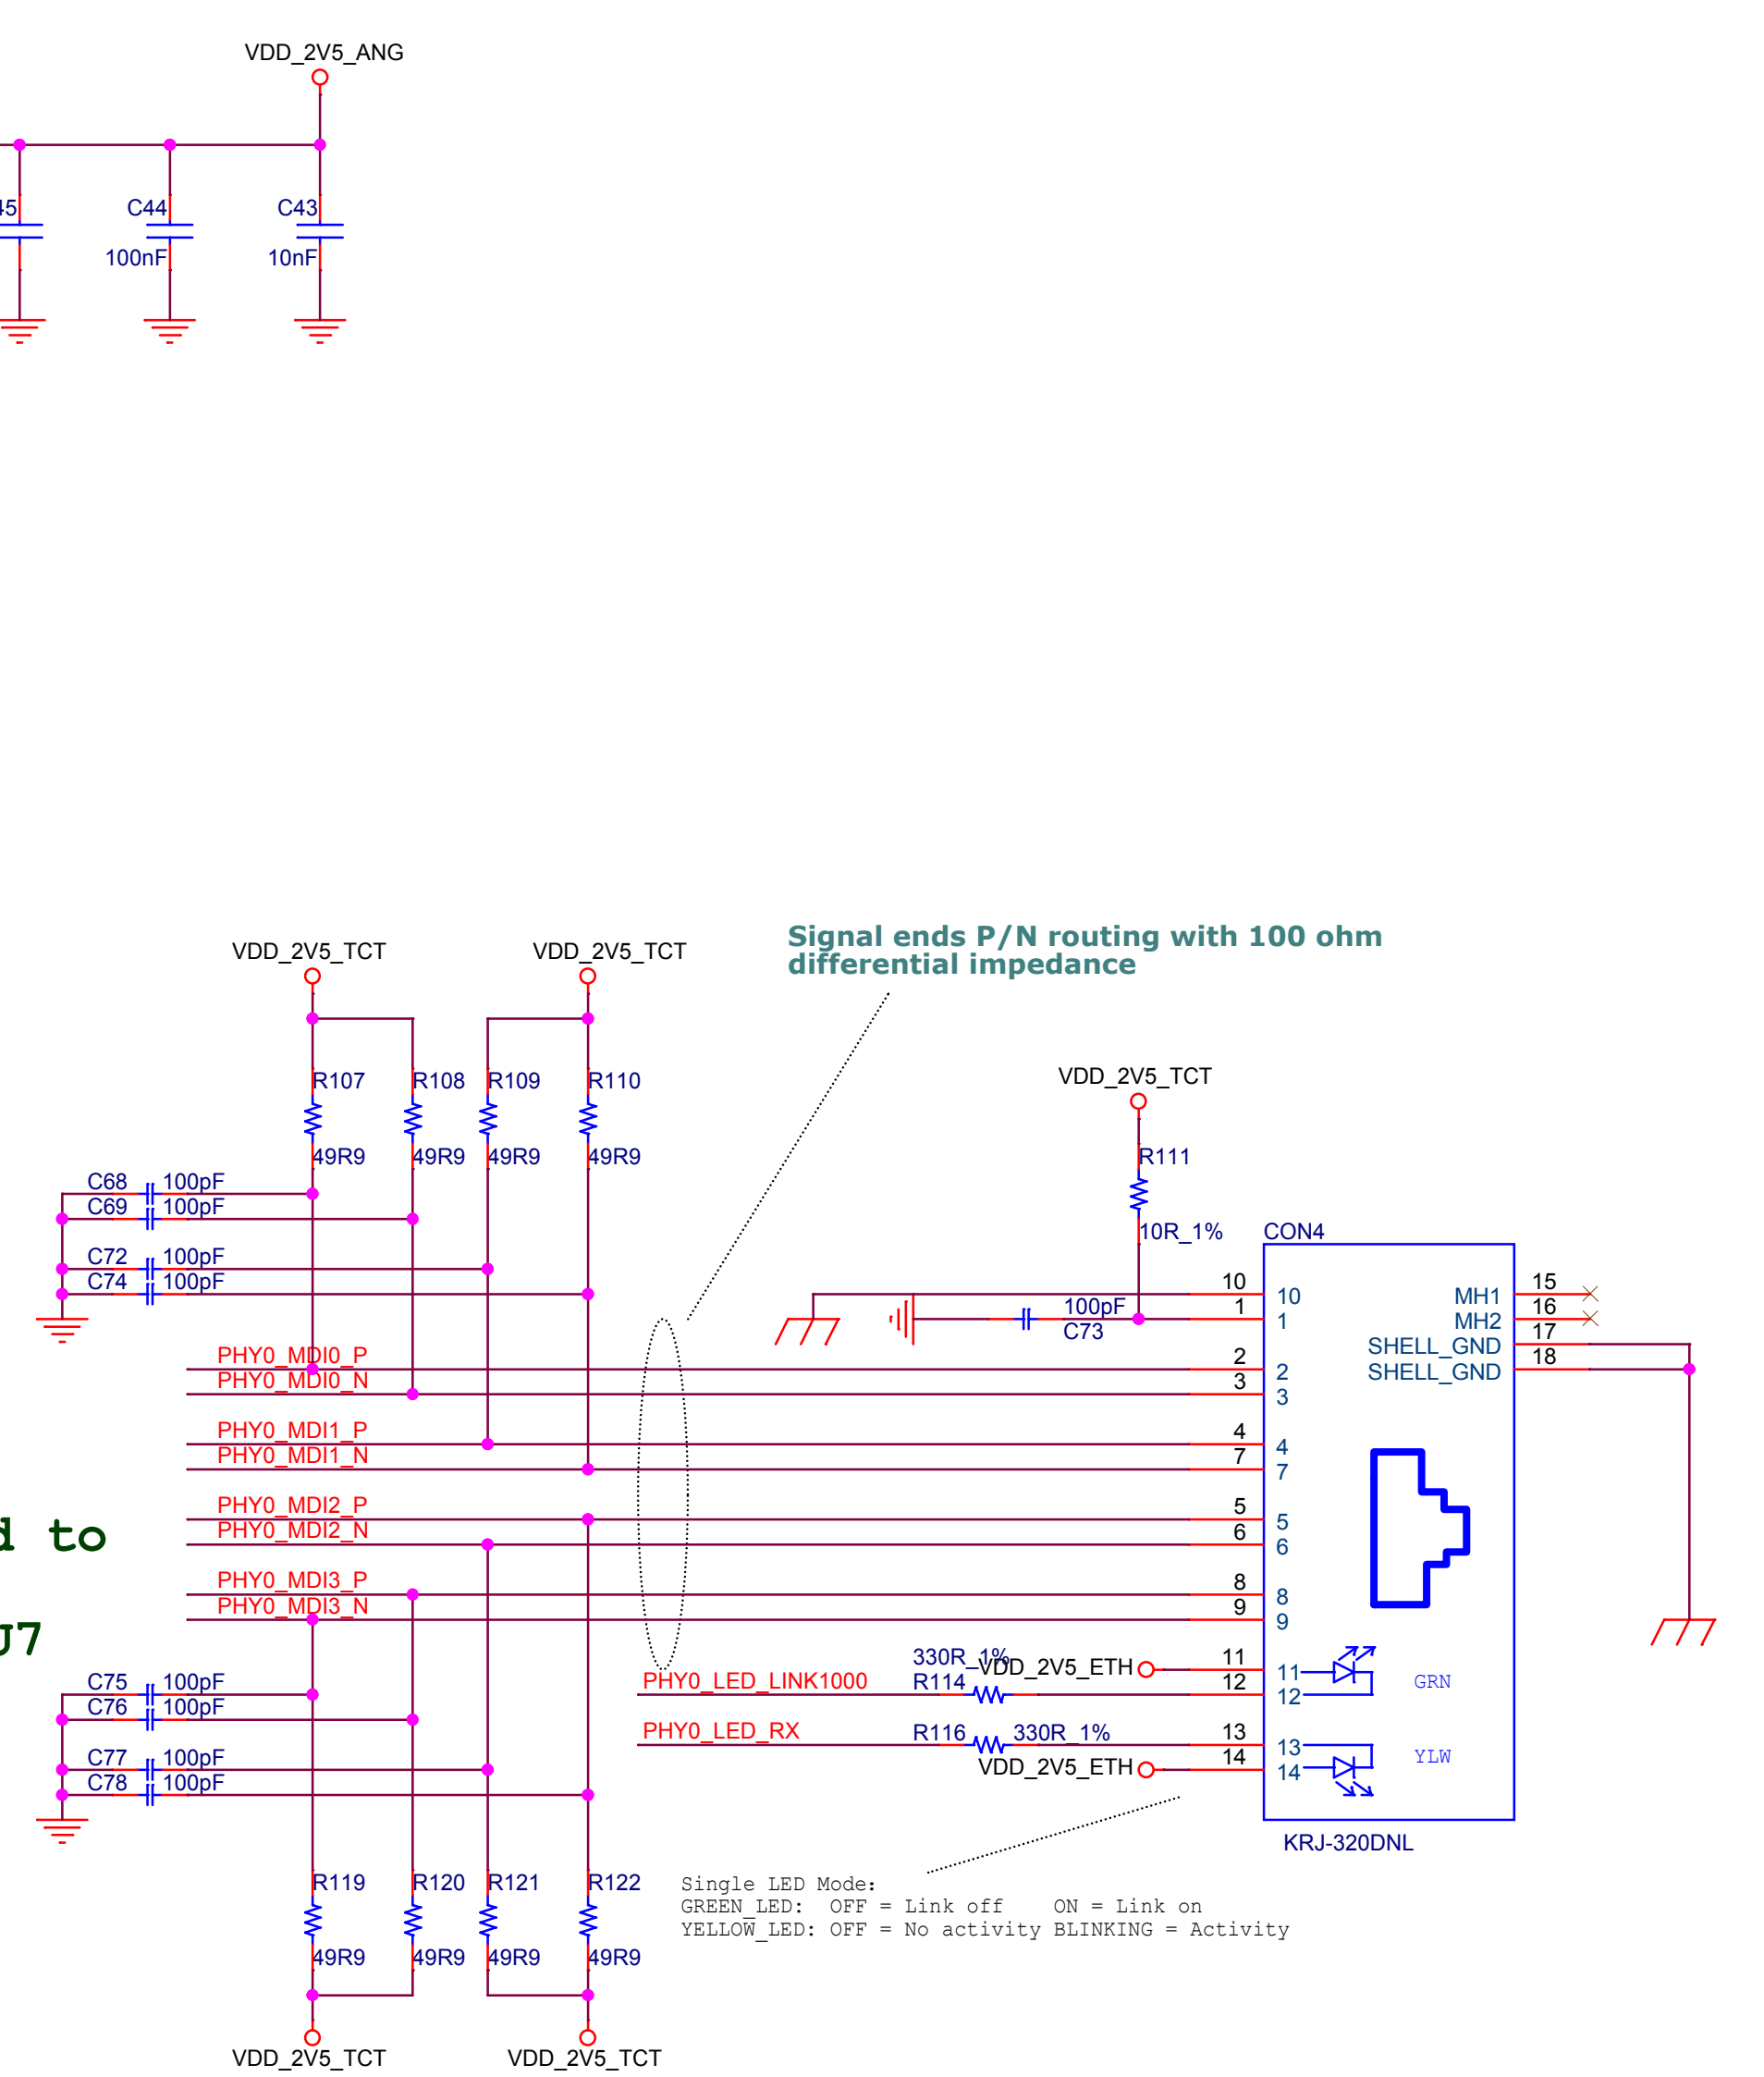 VDD_2V5_ANG
45
C44
C43
100nF
10nF
Signal ends P/N routing with 100 ohm
differential impedance
VDD_2V5_TCT
VDD_2V5_TCT
R107
R108
R109
R110
49R9
49R9
49R9
49R9
VDD_2V5_TCT
R111
10R_1%
C68
100pF
C69
100pF
C72
100pF
C74
100pF
100pF
C73
CON4
10
1
10
1
MH1
MH2
SHELL_GND
SHELL_GND
15
16
17
18
PHY0_MDI0_P
2
2
PHY0_MDI0_N
3
3
PHY0_MDI1_P
4
4
PHY0_MDI1_N
7
7
PHY0_MDI2_P
5
5
PHY0_MDI2_N
6
6
PHY0_MDI3_P
8
8
PHY0_MDI3_N
9
9
d to
J7
330R_1%
VDD_2V5_ETH
11
11
PHY0_LED_LINK1000
R114
12
12
GRN
PHY0_LED_RX
R116
330R_1%
13
13
YLW
VDD_2V5_ETH
14
14
KRJ-320DNL
C75
100pF
C76
100pF
C77
100pF
C78
100pF
R119
R120
R121
R122
49R9
49R9
49R9
49R9
VDD_2V5_TCT
VDD_2V5_TCT
Single LED Mode:
GREEN_LED: OFF = Link off ON = Link on
YELLOW_LED: OFF = No activity BLINKING = Activity